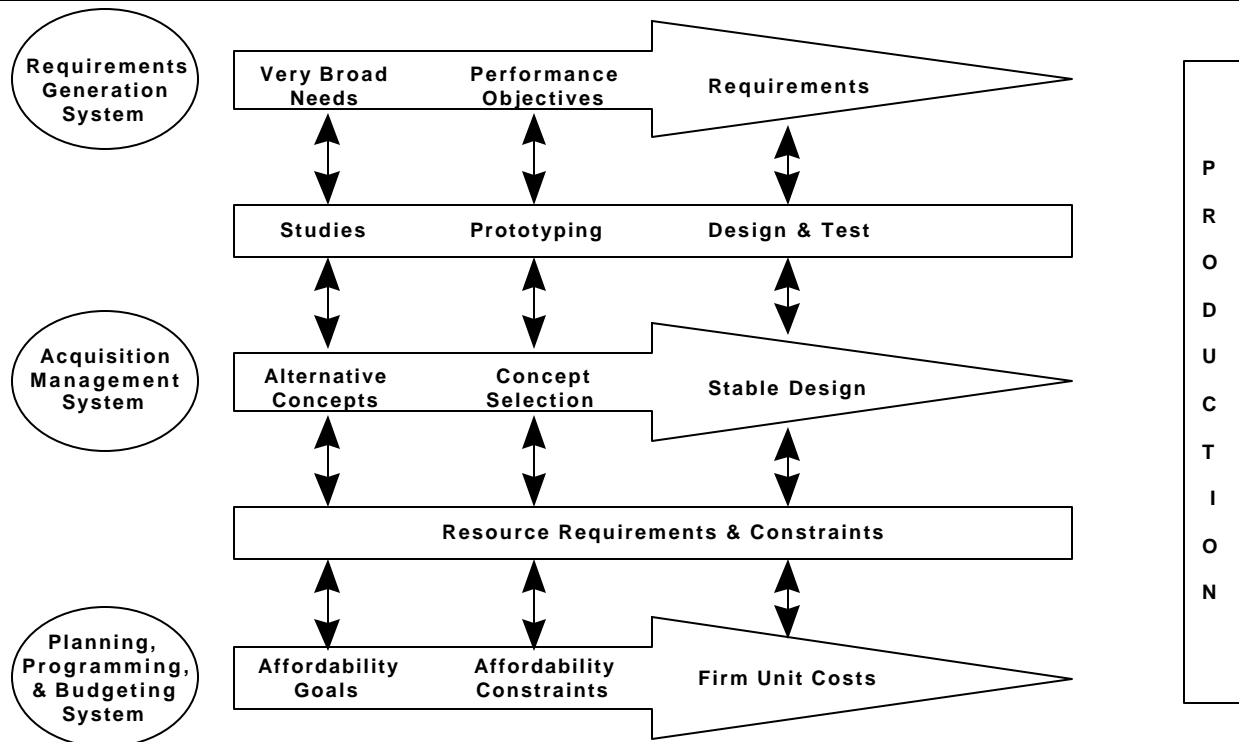 Requirements
Generation
System
Very Broad
Needs
Performance
Objectives
Requirements
Studies
Prototyping
Design & Test
Acquisition
Management
System
Alternative
Concepts
Concept
Selection
Stable Design
Resource Requirements & Constraints
Planning,
Programming,
& Budgeting
System
Affordability
Goals
Affordability
Constraints
Firm Unit Costs
P
R
O
D
U
C
T
I
O
N